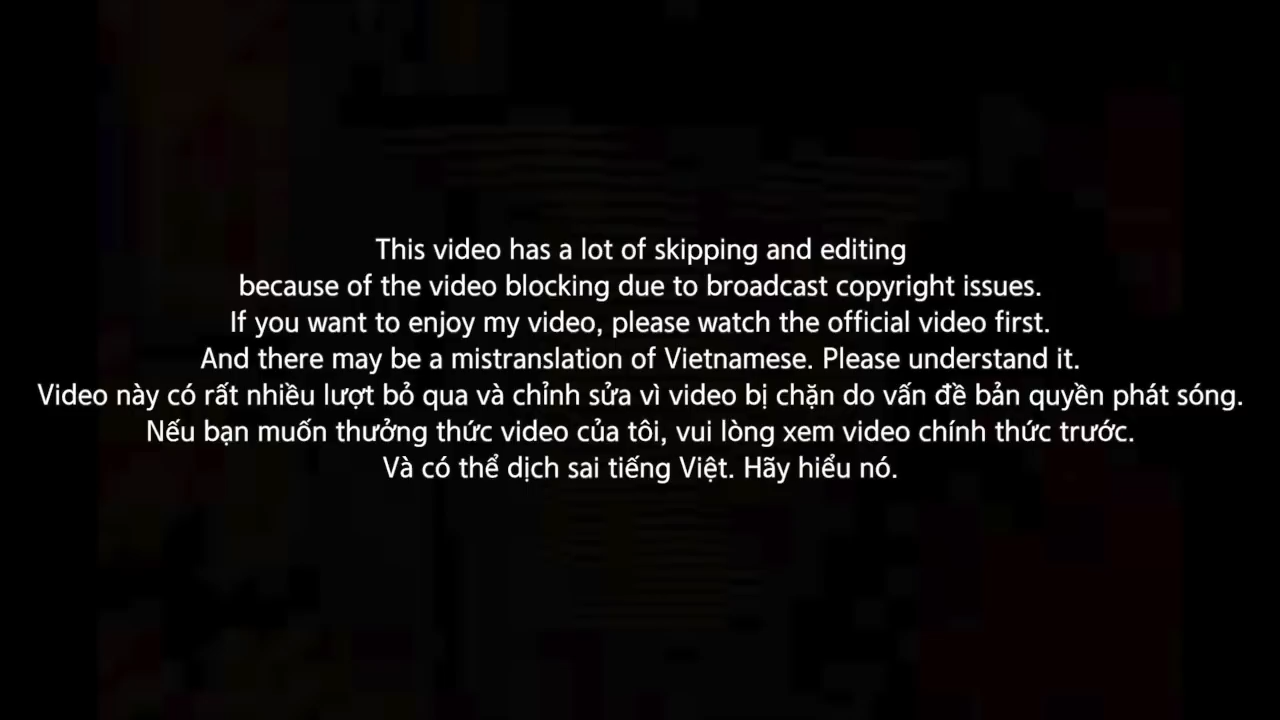 This video has a lot of skipping and editing
because of the video blocking due to broadcast copyright issues.
If you want to enjoy my video, please watch the official video first.
And there may be a mistranslation of Vietnamese. Please understand it.
Video này có rất nhiều lượt bỏ qua và chỉnh sửa vì video bị chặn do vấn đề bản quyền phát sóng.
Nếu bạn muốn thưởng thức video của tôi, vui lòng xem video chính thức trước.
Và có thể dịch sai tiếng Việt. Hãy hiểu nó.